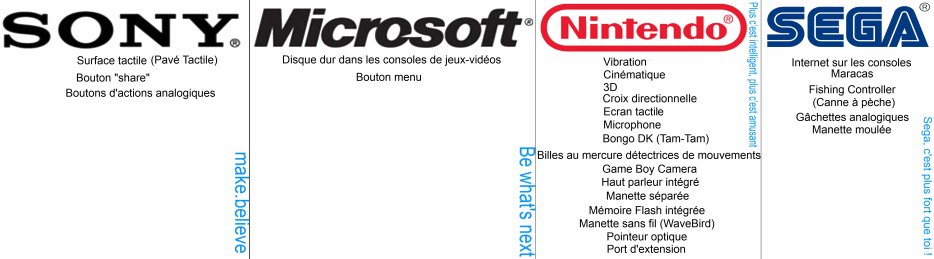 SONY®
Surface tactile (Pavé Tactile)
Bouton "share"
Boutons d'actions analogiques
make.believe
Microsoft®
Disque dur dans les consoles de jeux-vidéos
Bouton menu
Be what's next
Nintendo®
Vibration
Cinématique
3D
Croix directionnelle
Ecran tactile
Microphone
Bongo DK (Tam-Tam)
Billes au mercure détectrices de mouvements
Game Boy Camera
Haut parleur intégré
Manette séparée
Mémoire Flash intégrée
Manette sans fil (WaveBird)
Pointeur optique
Port d'extension
Plus c'est intelligent, plus c'est amusant
SEGA®
Internet sur les consoles
Maracas
Fishing Controller
(Canne à pèche)
Gâchettes analogiques
Manette moulée
Sega, c'est plus fort que toi !